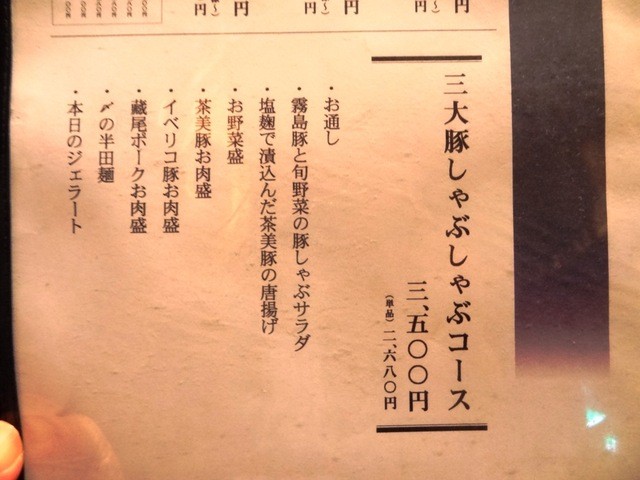 三大豚しゃぶしゃぶコース
三、五〇〇円
（単品）二、六八〇円
・お通し
・霧島豚と旬野菜の豚しゃぶサラダ
・塩麹で漬込んだ茶美豚の唐揚げ
・お野菜盛
・茶美豚お肉盛
・イベリコ豚お肉盛
・蔵尾ポークお肉盛
・〆の半田麺
・本日のジェラート